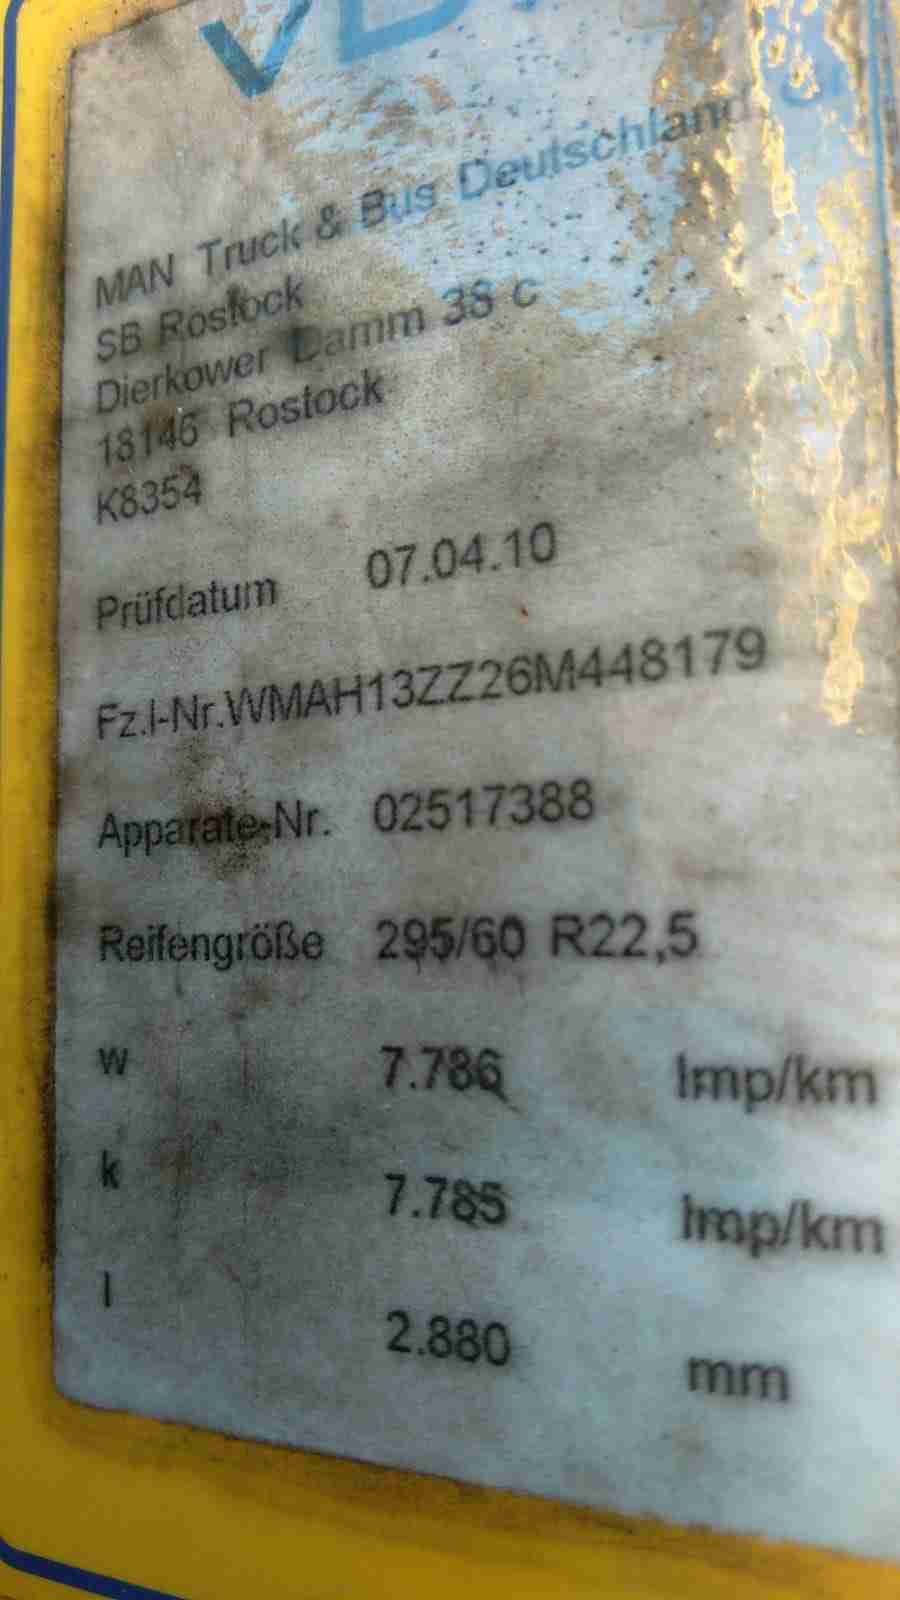 MAN Truck & Bus Deutschland
SB Rostock
Dierkower Damm 38 c
18146 Rostock
K8354
Prüfdatum 07.04.10
Fz.I-Nr.WMAH13ZZ26M448179
Apparate-Nr. 02517388
Reifengröße 295/60 R22,5
w 7.786 Imp/km
k 7.785 Imp/km
l 2.880 mm